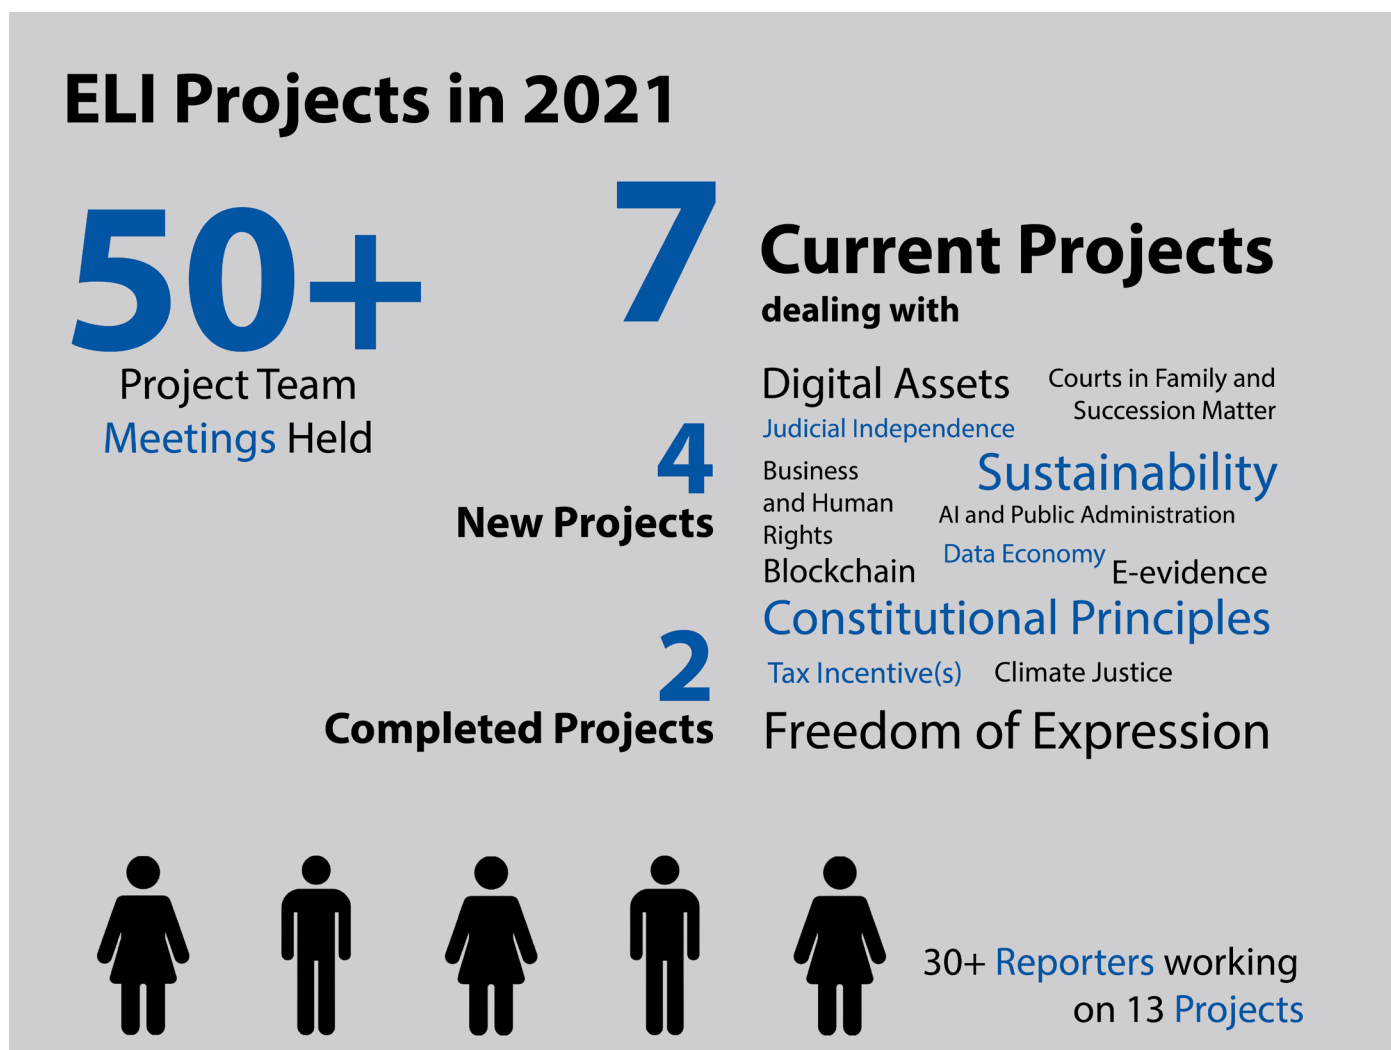 ELI Projects in 2021
50+
Project Team
Meetings Held
7
Current Projects
dealing with
4
New Projects
2
Completed Projects
Digital Assets
Courts in Family and
Succession Matter
Judicial Independence
Business
and Human
Rights
Sustainability
AI and Public Administration
Data Economy
Blockchain
E-evidence
Constitutional Principles
Tax Incentive(s)
Climate Justice
Freedom of Expression
30+ Reporters working
on 13 Projects